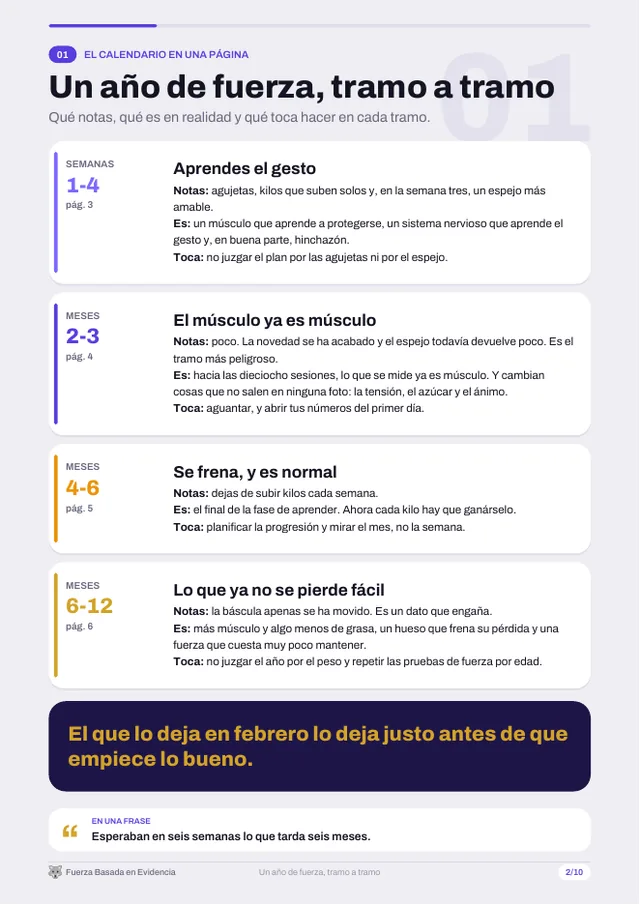 01 EL CALENDARIO EN UNA PÁGINA
01
Un año de fuerza, tramo a tramo
Qué notas, qué es en realidad y qué toca hacer en cada tramo.
SEMANAS
1-4
pág. 3
Aprendes el gesto
Notas: agujetas, kilos que suben solos y, en la semana tres, un espejo más
amable.
Es: un músculo que aprende a protegerse, un sistema nervioso que aprende el
gesto y, en buena parte, hinchazón.
Toca: no juzgar el plan por las agujetas ni por el espejo.
MESES
2-3
pág. 4
El músculo ya es músculo
Notas: poco. La novedad se ha acabado y el espejo todavía devuelve poco. Es el
tramo más peligroso.
Es: hacia las dieciocho sesiones, lo que se mide ya es músculo. Y cambian
cosas que no salen en ninguna foto: la tensión, el azúcar y el ánimo.
Toca: aguantar, y abrir tus números del primer día.
MESES
4-6
pág. 5
Se frena, y es normal
Notas: dejas de subir kilos cada semana.
Es: el final de la fase de aprender. Ahora cada kilo hay que ganárselo.
Toca: planificar la progresión y mirar el mes, no la semana.
MESES
6-12
pág. 6
Lo que ya no se pierde fácil
Notas: la báscula apenas se ha movido. Es un dato que engaña.
Es: más músculo y algo menos de grasa, un hueso que frena su pérdida y una
fuerza que cuesta muy poco mantener.
Toca: no juzgar el año por el peso y repetir las pruebas de fuerza por edad.
El que lo deja en febrero lo deja justo antes de que
empiece lo bueno.
“
EN UNA FRASE
Esperaban en seis semanas lo que tarda seis meses.
Fuerza Basada en Evidencia
Un año de fuerza, tramo a tramo
2/10